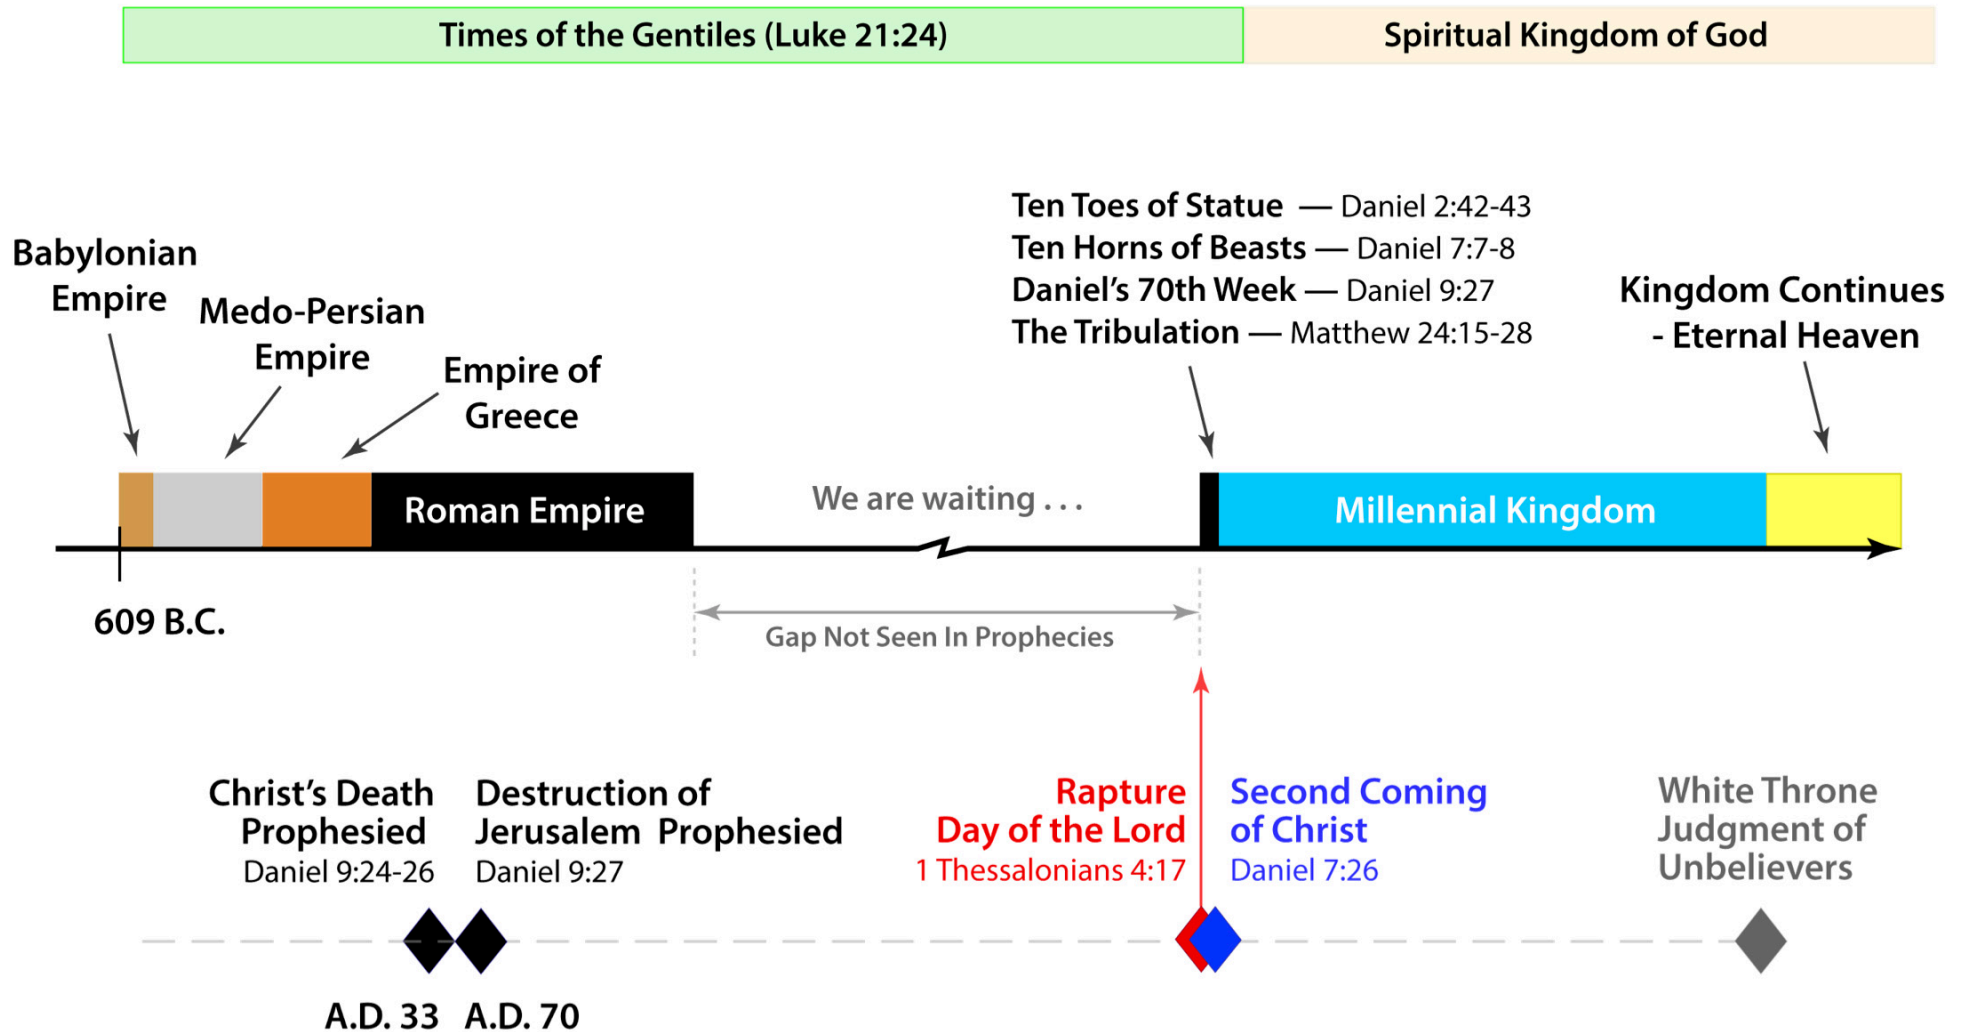 Times of the Gentiles (Luke 21:24)
Spiritual Kingdom of God
Babylonian
Empire
Medo-Persian
Empire
Empire of
Greece
Ten Toes of Statue — Daniel 2:42-43
Ten Horns of Beasts — Daniel 7:7-8
Daniel's 70th Week — Daniel 9:27
The Tribulation — Matthew 24:15-28
Kingdom Continues
- Eternal Heaven
Roman Empire
We are waiting . . .
Millennial Kingdom
609 B.C.
Gap Not Seen In Prophecies
Christ's Death
Prophesied
Daniel 9:24-26
Destruction of
Jerusalem Prophesied
Daniel 9:27
Rapture
Day of the Lord
1 Thessalonians 4:17
Second Coming
of Christ
Daniel 7:26
White Throne
Judgment of
Unbelievers
A.D. 33
A.D. 70